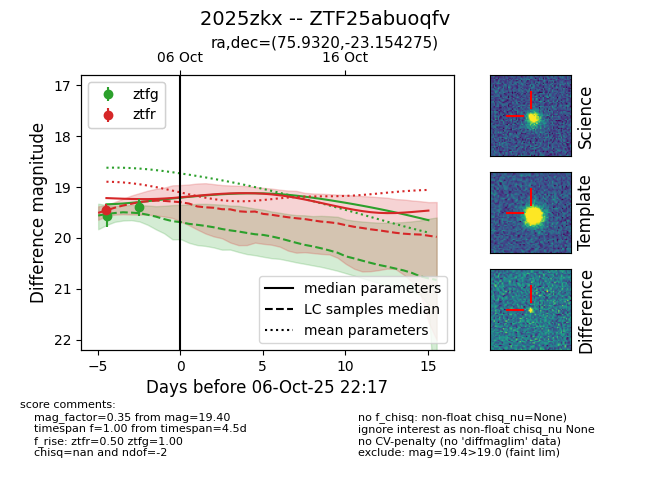 2025zkx -- ZTF25abuoqfv
ra,dec=(75.9320,-23.154275)
06 Oct
16 Oct
ztfg
ztfr
17
18
19
20
21
22
Difference magnitude
median parameters
LC samples median
mean parameters
−5
0
5
10
15
Days before 06-Oct-25 22:17
Science
Template
Difference
score comments:
mag_factor=0.35 from mag=19.40
timespan f=1.00 from timespan=4.5d
f_rise: ztfr=0.50 ztfg=1.00
chisq=nan and ndof=-2
no f_chisq: non-float chisq_nu=None)
ignore interest as non-float chisq_nu None
no CV-penalty (no 'diffmaglim' data)
exclude: mag=19.4>19.0 (faint lim)